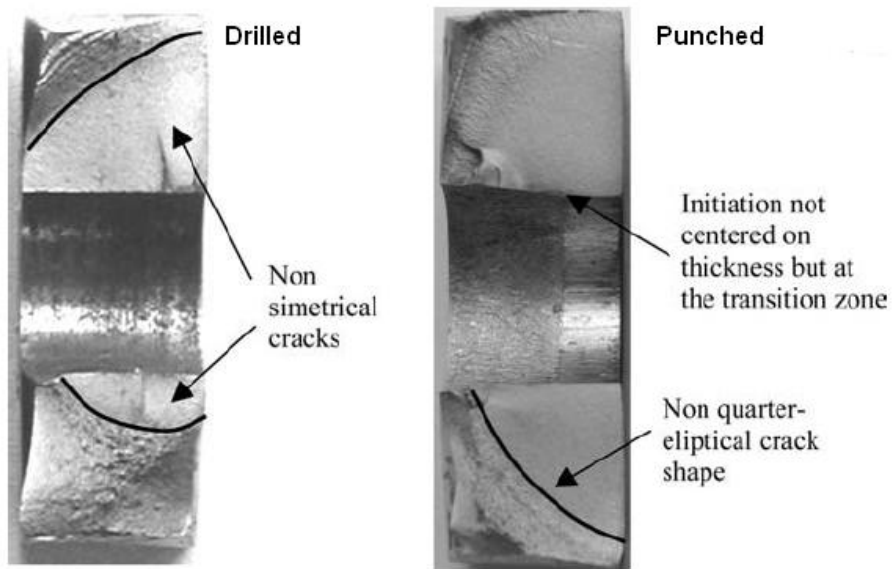 Drilled
Punched
Non
simetrical
cracks
Initiation not
centered on
thickness but at
the transition zone
Non quarter-
eliptical crack
shape